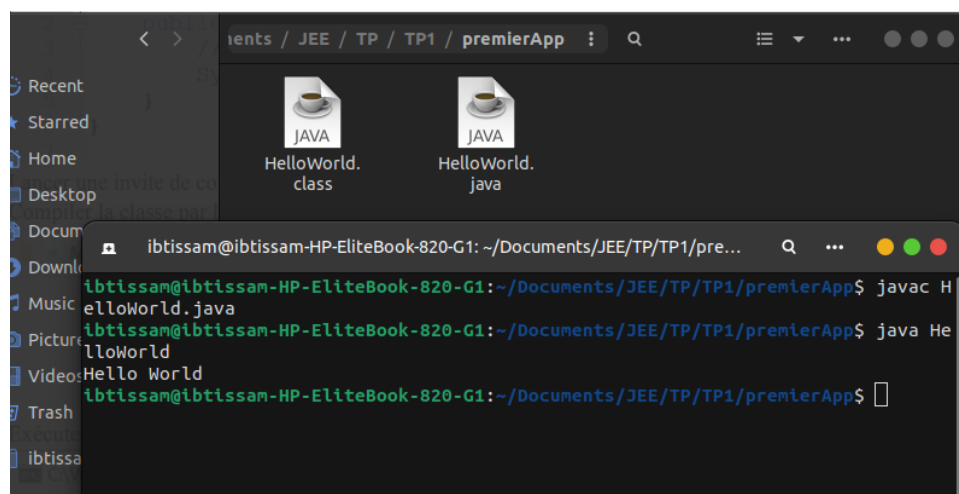 ments / JEE / TP / TP1 / premierApp
Recent
Starred
Home
Desktop
Docum
Downl
Music
Picture
Videos
Trash
ibtissa
JAVA
HelloWorld.
class
JAVA
HelloWorld.
java
ibtissam@ibtissam-HP-EliteBook-820-G1: ~/Documents/JEE/TP/TP1/pre...
ibtissam@ibtissam-HP-EliteBook-820-G1:~/Documents/JEE/TP/TP1/premierApp$ javac H
elloWorld.java
ibtissam@ibtissam-HP-EliteBook-820-G1:~/Documents/JEE/TP/TP1/premierApp$ java He
lloWorld
Hello World
ibtissam@ibtissam-HP-EliteBook-820-G1:~/Documents/JEE/TP/TP1/premierApp$